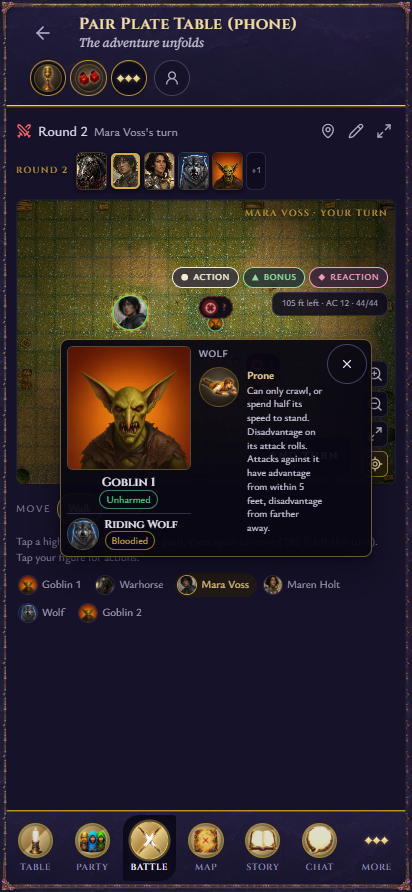 Pair Plate Table (phone)
The adventure unfolds
Round 2 Mara Voss's turn
ROUND 2
+1
MARA VOSS · YOUR TURN
ACTION
BONUS
REACTION
105 ft left · AC 12 · 44/44
WOLF
Prone
Can only crawl, or
spend half its
speed to stand.
Disadvantage on
its attack rolls.
Attacks against it
have advantage
from within 5
feet, disadvantage
from farther
away.
Goblin 1
Unharmed
Riding Wolf
Bloodied
MOVE
Tap a high
Tap your figure for actions.
Goblin 1
Warhorse
Mara Voss
Maren Holt
Wolf
Goblin 2
TABLE
PARTY
BATTLE
MAP
STORY
CHAT
MORE